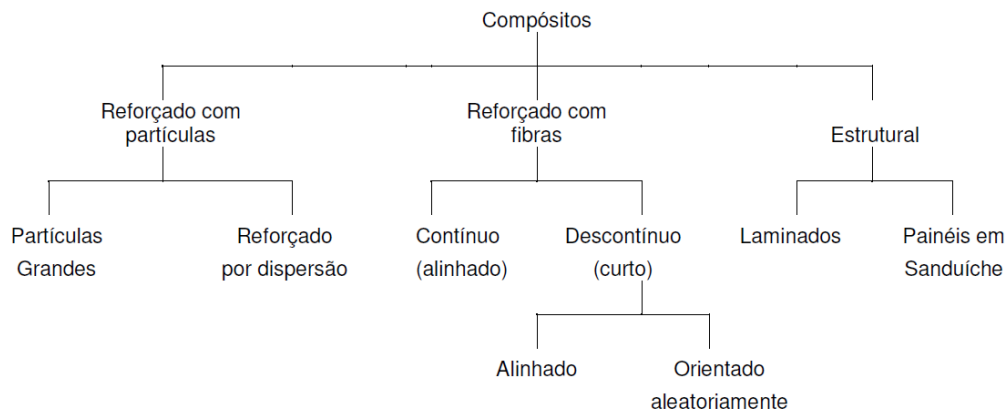 Compósitos
Reforçado com
partículas
Reforçado com
fibras
Estrutural
Partículas
Grandes
Reforçado
por dispersão
Contínuo
(alinhado)
Descontínuo
(curto)
Laminados
Painéis em
Sanduíche
Alinhado
Orientado
aleatoriamente